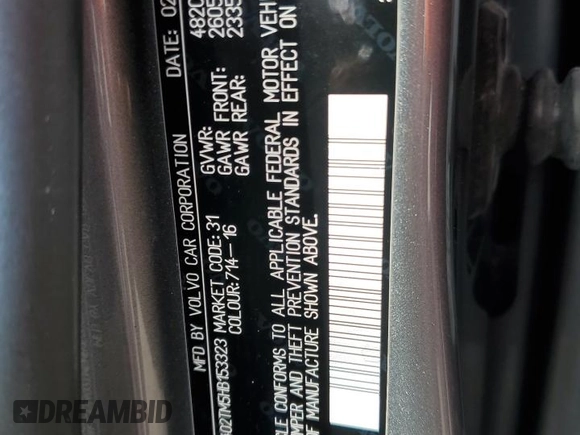 MFD BY VOLVO CAR CORPORATION DATE: 02
GVWR: 482
GAWR FRONT: 2605
GAWR REAR: 2335
MARKET CODE: 31
COLOUR: 714-16
CLE CONFORMS TO ALL APPLICABLE FEDERAL MOTOR VEH
MPER AND THEFT PREVENTION STANDARDS IN EFFECT ON
OF MANUFACTURE SHOWN ABOVE.
DREAMBID